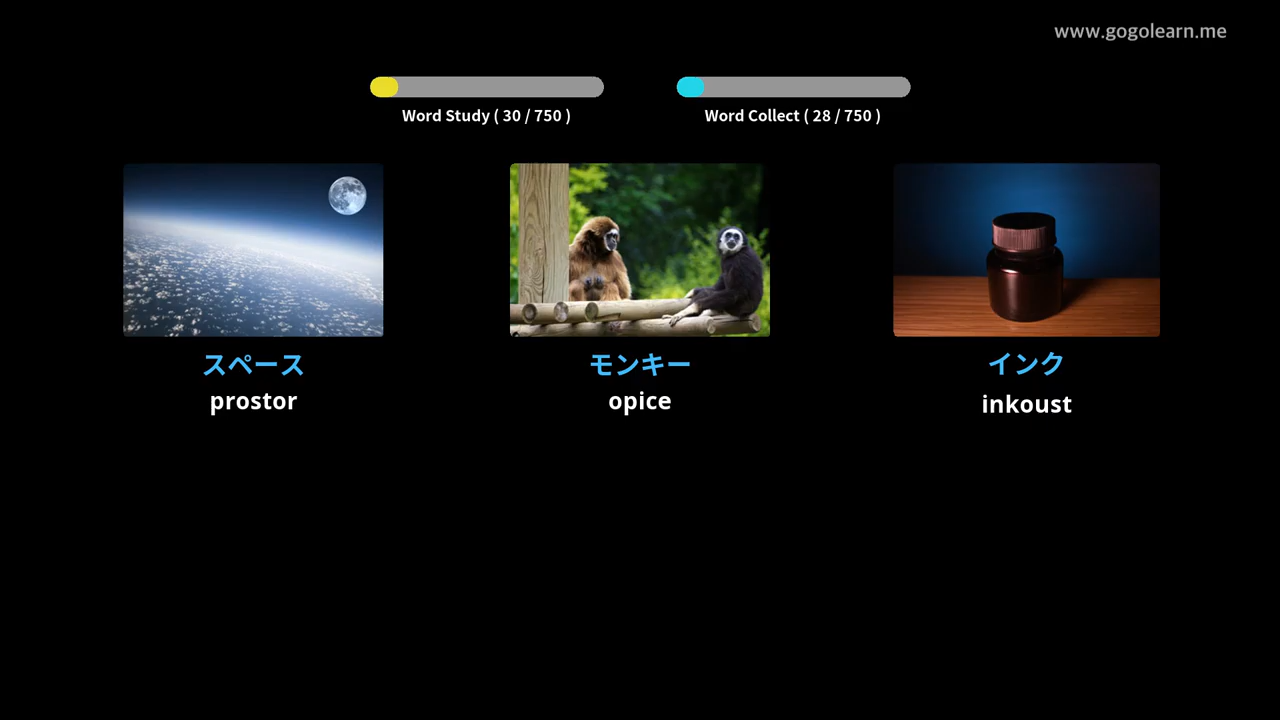 www.gogolearn.me
Word Study ( 30 / 750 )
Word Collect ( 28 / 750 )
スペース
モンキー
インク
prostor
opice
inkoust